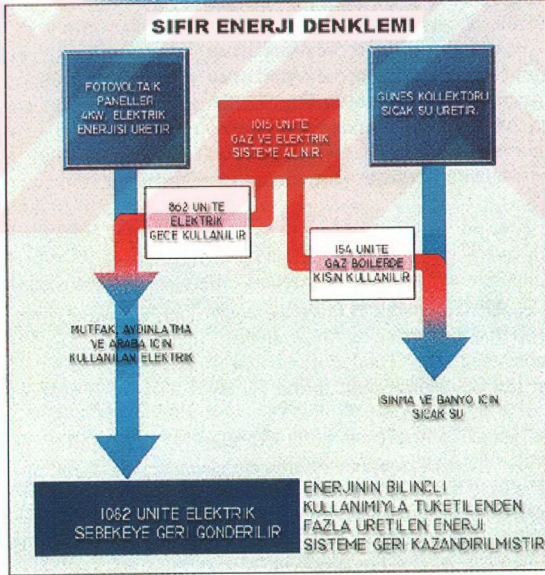 SIFIR ENERJI DENKLEMI
FOTOVOLTAIK
PANELLER
4KW. ELEKTRIK
ENERJISI URETIR
1015 UNITE
GAZ VE ELEKTRIK
SISTEME ALINIR.
GUNES KOLLEKTORU
SICAK SU URETIR.
862 UNITE
ELEKTRIK
GECE KULLANILIR
154 UNITE
GAZ BOILERDE
KISIN KULLANILIR
MUTFAK, AYDINLATMA
VE ARABA ICIN
KULLANILAN ELEKTRIK
ISINMA VE BANYO ICIN
SICAK SU
1082 UNITE ELEKTRIK
SEBEKEYE GERI GONDERILIR
ENERJININ BILINCLI
KULLANIMIYLA TUKETILENDEN
FAZLA URETILEN ENERJI
SISTEME GERI KAZANDIRILMISTIR